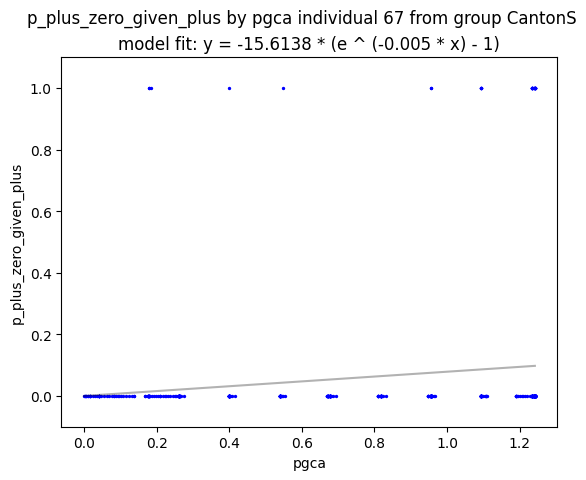 p_plus_zero_given_plus by pgca individual 67 from group CantonS
model fit: y = -15.6138 * (e ^ (-0.005 * x) - 1)
1.0
0.8
0.6
0.4
0.2
0.0
p_plus_zero_given_plus
0.0 0.2 0.4 0.6 0.8 1.0 1.2
pgca